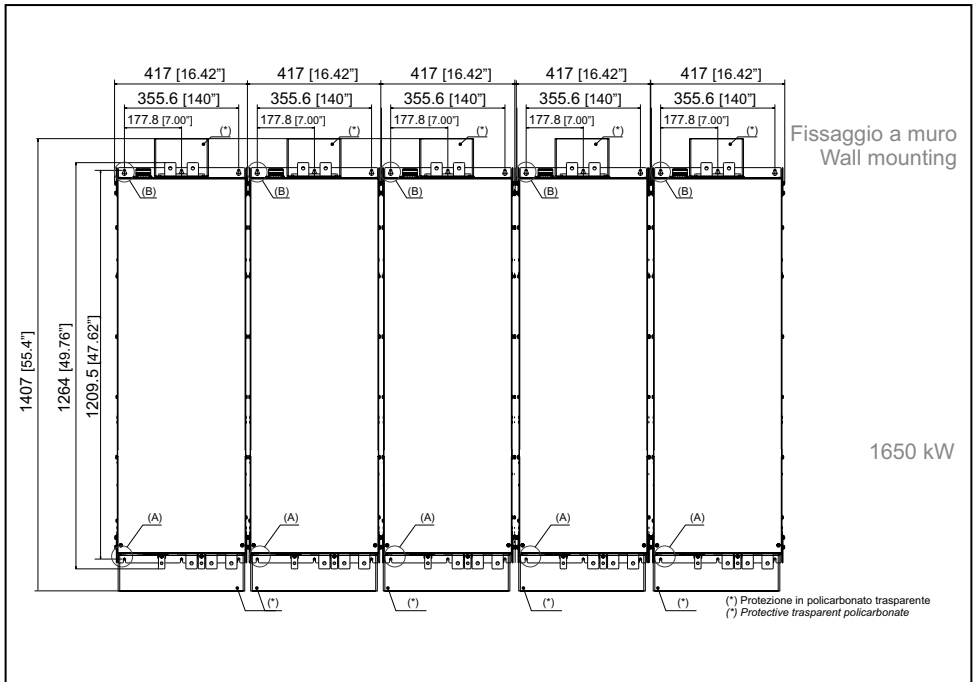 417 [16.42”] 417 [16.42”] 417 [16.42”] 417 [16.42”] 417 [16.42”]
355.6 [140”] 355.6 [140”] 355.6 [140”] 355.6 [140”] 355.6 [140”]
177.8 [7.00”] 177.8 [7.00”] 177.8 [7.00”] 177.8 [7.00”] 177.8 [7.00”]
(*) (*) (*) (*) (*)
Fissaggio a muro
Wall mounting
(B) (B) (B) (B) (B)
1407 [55.4”]
1264 [49.76”]
1209.5 [47.62”]
1650 kW
(A) (A) (A) (A) (A)
(*) (*) (*) (*) (*)
(*) Protezione in policarbonato trasparente
(*) Protective trasparent policarbonate